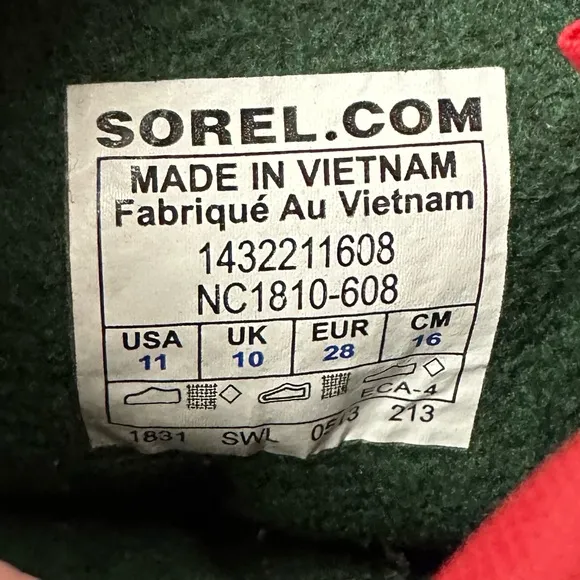 SOREL.COM
MADE IN VIETNAM
Fabriqué Au Vietnam
1432211608
NC1810-608
USA UK EUR CM
11 10 28 16
ECA-4
1831 SWL 213